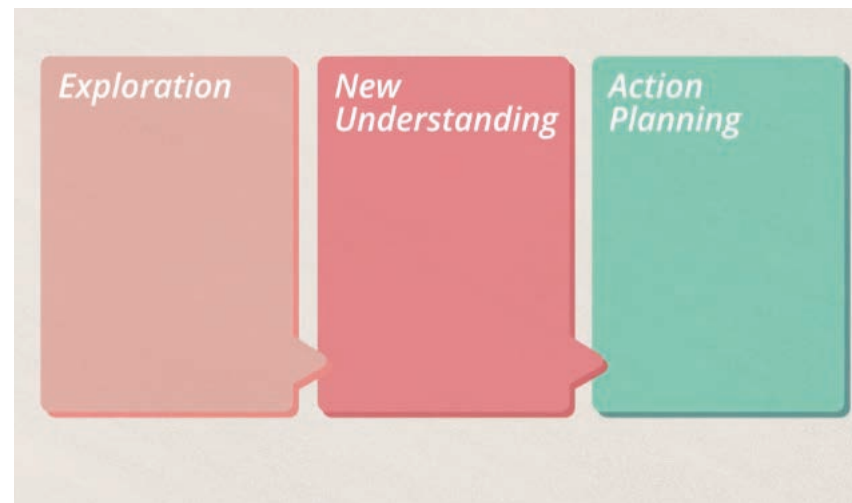 Exploration
New
Understanding
Action
Planning